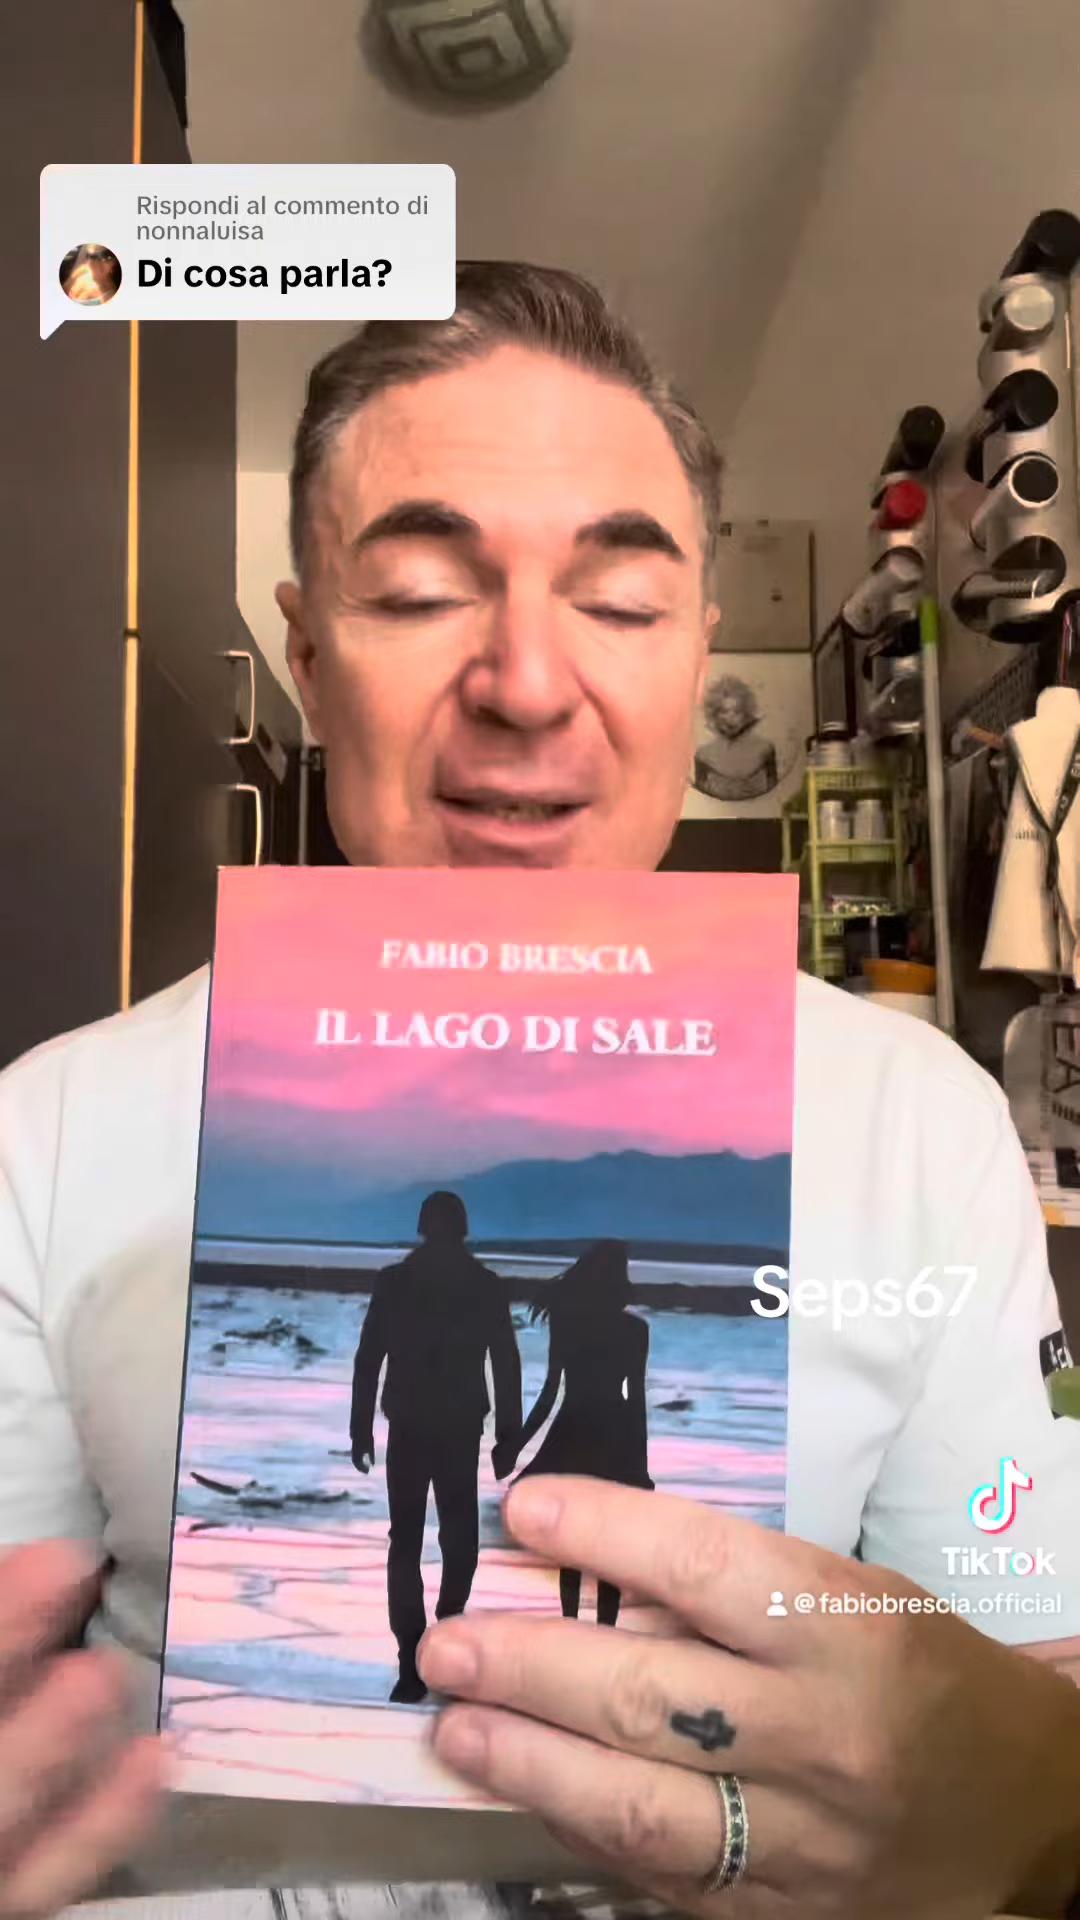 Rispondi al commento di
nonnaluisa
Di cosa parla?
FABIO BRESCIA
IL LAGO DI SALE
Seps67
TikTok
@fabiobrescia.official